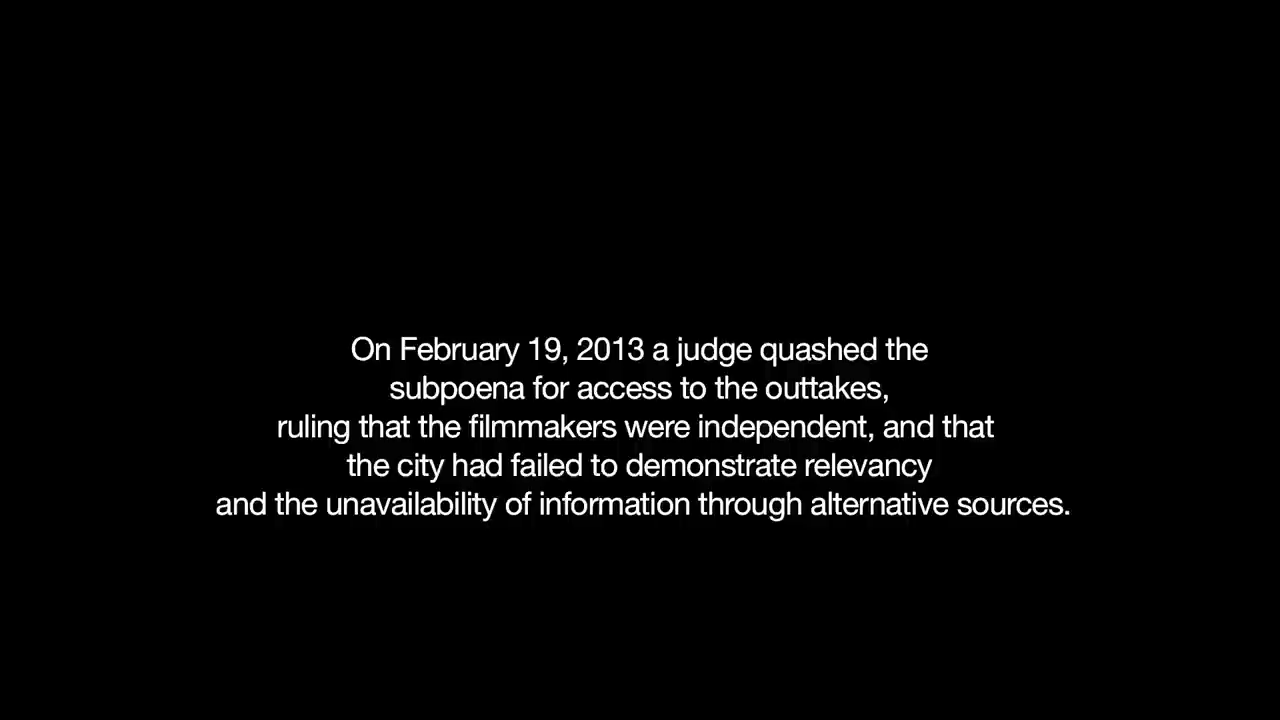 On February 19, 2013 a judge quashed the
subpoena for access to the outtakes,
ruling that the filmmakers were independent, and that
the city had failed to demonstrate relevancy
and the unavailability of information through alternative sources.